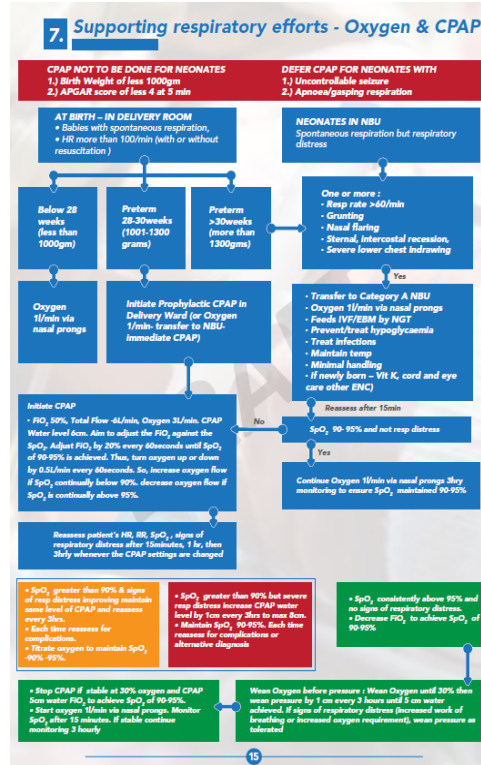 7. Supporting respiratory efforts - Oxygen & CPAP
CPAP NOT TO BE DONE FOR NEONATES
1.) Birth Weight of less 1000gm
2.) APGAR score of less 4 at 5 min
DEFER CPAP FOR NEONATES WITH
1.) Uncontrollable seizure
2.) Apnoea/gasping respiration
AT BIRTH – IN DELIVERY ROOM
• Babies with spontaneous respiration,
• HR more than 100/min (with or without
resuscitation )
NEONATES IN NBU
Spontaneous respiration but respiratory
distress
Below 28
weeks
(less than
1000gm)
Preterm
28-30weeks
(1001-1300
grams)
Preterm
>30weeks
(more than
1300gms)
One or more :
• Resp rate >60/min
• Grunting
• Nasal flaring
• Sternal, intercostal recession,
• Severe lower chest indrawing
Yes
Oxygen
1l/min via
nasal prongs
Initiate Prophylactic CPAP in
Delivery Ward (or Oxygen
1/min- transfer to NBU-
immediate CPAP)
• Transfer to Category A NBU
• Oxygen 1l/min via nasal prongs
• Feeds IVF/EBM by NGT
• Prevent/treat hypoglycaemia
• Treat infections
• Maintain temp
• Minimal handling
• If newly born – Vit K, cord and eye
care other ENC)
Reassess after 15min
Initiate CPAP
• FiO₂ 50%, Total Flow -6L/min, Oxygen 3L/min. CPAP
Water level 6cm. Aim to adjust the FiO₂ against the
SpO₂. Adjust FiO₂ by 20% every 60seconds until SpO₂
of 90-95% is achieved. Thus, turn oxygen up or down
by 0.5L/min every 60seconds. So, increase oxygen flow
if SpO₂ continually below 90%. decrease oxygen flow if
SpO₂ is continually above 95%.
No
SpO₂ 90- 95% and not resp distress
Yes
Continue Oxygen 1l/min via nasal prongs 3hry
monitoring to ensure SpO₂ maintained 90-95%
Reassess patient's HR, RR, SpO₂ , signs of
respiratory distress after 15minutes, 1 hr, then
3hrly whenever the CPAP settings are changed
• SpO₂ greater than 90% & signs
of resp distress improving maintain
same level of CPAP and reassess
every 3hrs.
• Each time reassess for
complications.
• Titrate oxygen to maintain SpO₂
-90% -95%.
• SpO₂ greater than 90% but severe
resp distress increase CPAP water
level by 1cm every 3hrs to max 8cm.
• Maintain SpO₂ 90-95%. Each time
reassess for complications or
alternative diagnosis
• SpO₂ consistently above 95% and
no signs of respiratory distress.
• Decrease FiO₂ to achieve SpO₂ of
90-95%
• Stop CPAP if stable at 30% oxygen and CPAP
5cm water FiO₂ to achieve SpO₂ of 90-95%.
• Start oxygen 1l/min via nasal prongs. Monitor
SpO₂ after 15 minutes. If stable continue
monitoring 3 hourly
Wean Oxygen before pressure : Wean Oxygen until 30% then
wean pressure by 1 cm every 3 hours until 5 cm water
achieved. If signs of respiratory distress (increased work of
breathing or increased oxygen requirement), wean pressure as
tolerated
15